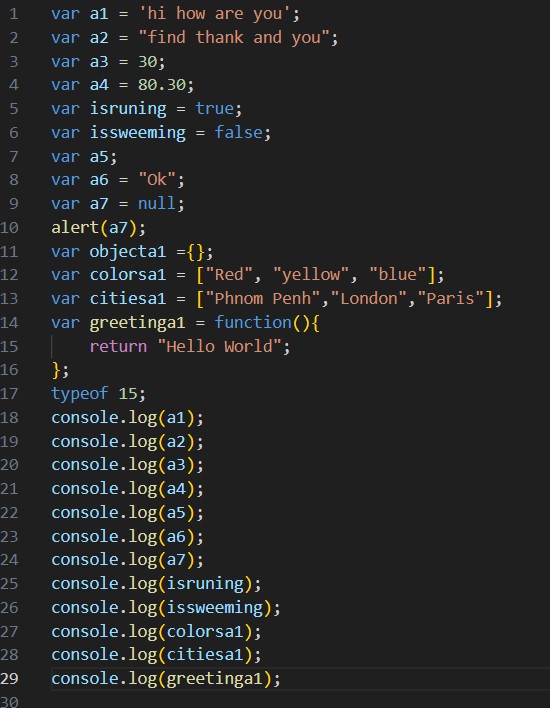 1 var a1 = 'hi how are you';
2 var a2 = "find thank and you";
3 var a3 = 30;
4 var a4 = 80.30;
5 var isruning = true;
6 var issweeming = false;
7 var a5;
8 var a6 = "Ok";
9 var a7 = null;
10 alert(a7);
11 var objecta1 ={};
12 var colorsa1 = ["Red", "yellow", "blue"];
13 var citiesa1 = ["Phnom Penh","London","Paris"];
14 var greetinga1 = function(){
15     return "Hello World";
16 };
17 typeof 15;
18 console.log(a1);
19 console.log(a2);
20 console.log(a3);
21 console.log(a4);
22 console.log(a5);
23 console.log(a6);
24 console.log(a7);
25 console.log(isruning);
26 console.log(issweeming);
27 console.log(colorsa1);
28 console.log(citiesa1);
29 console.log(greetinga1);
30